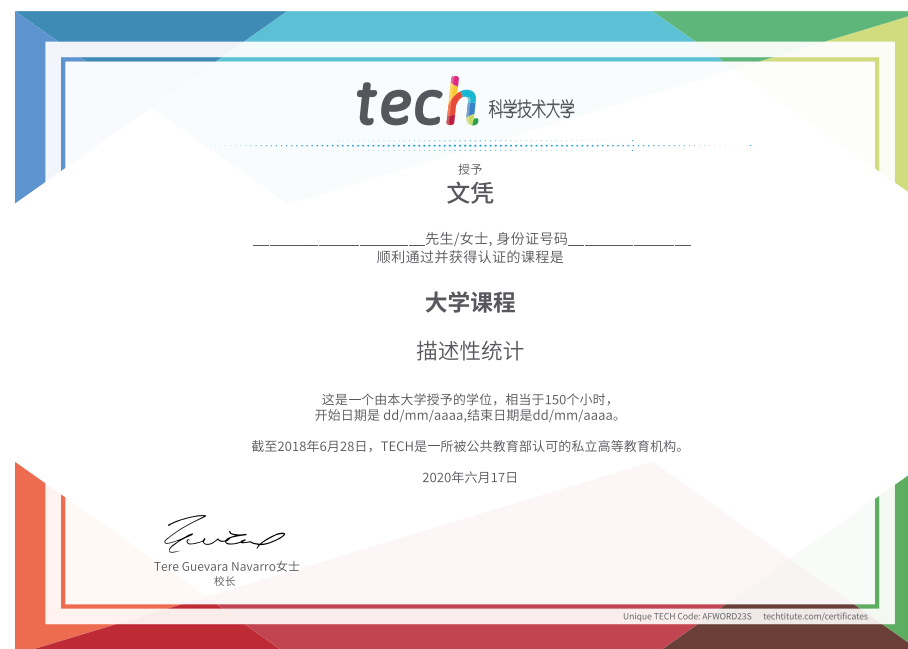 tech 科学技术大学
授予
文凭
______________________先生/女士, 身份证号码________________
顺利通过并获得认证的课程是
大学课程
描述性统计
这是一个由本大学授予的学位，相当于150个小时，
开始日期是 dd/mm/aaaa,结束日期是dd/mm/aaaa。
截至2018年6月28日，TECH是一所被公共教育部认可的私立高等教育机构。
2020年六月17日
Tere Guevara Navarro女士
校长
Unique TECH Code: AFWORD23S techtitute.com/certificates